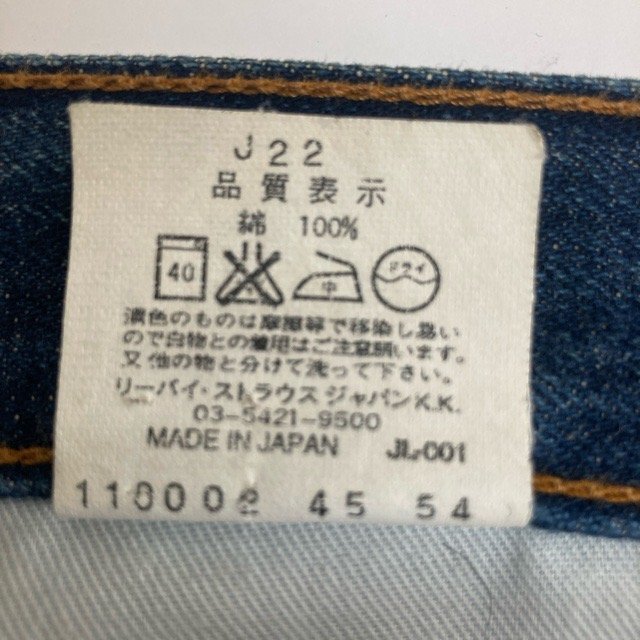 J22
品質表示
綿 100%
40 中 ドライ
濃色のものは摩擦等で移染し易い
ので白物との着用はご注意願います。
又他の物と分けて洗って下さい。
リーバイ・ストラウス ジャパンK.K.
03-5421-9500
MADE IN JAPAN JL-001
45 54